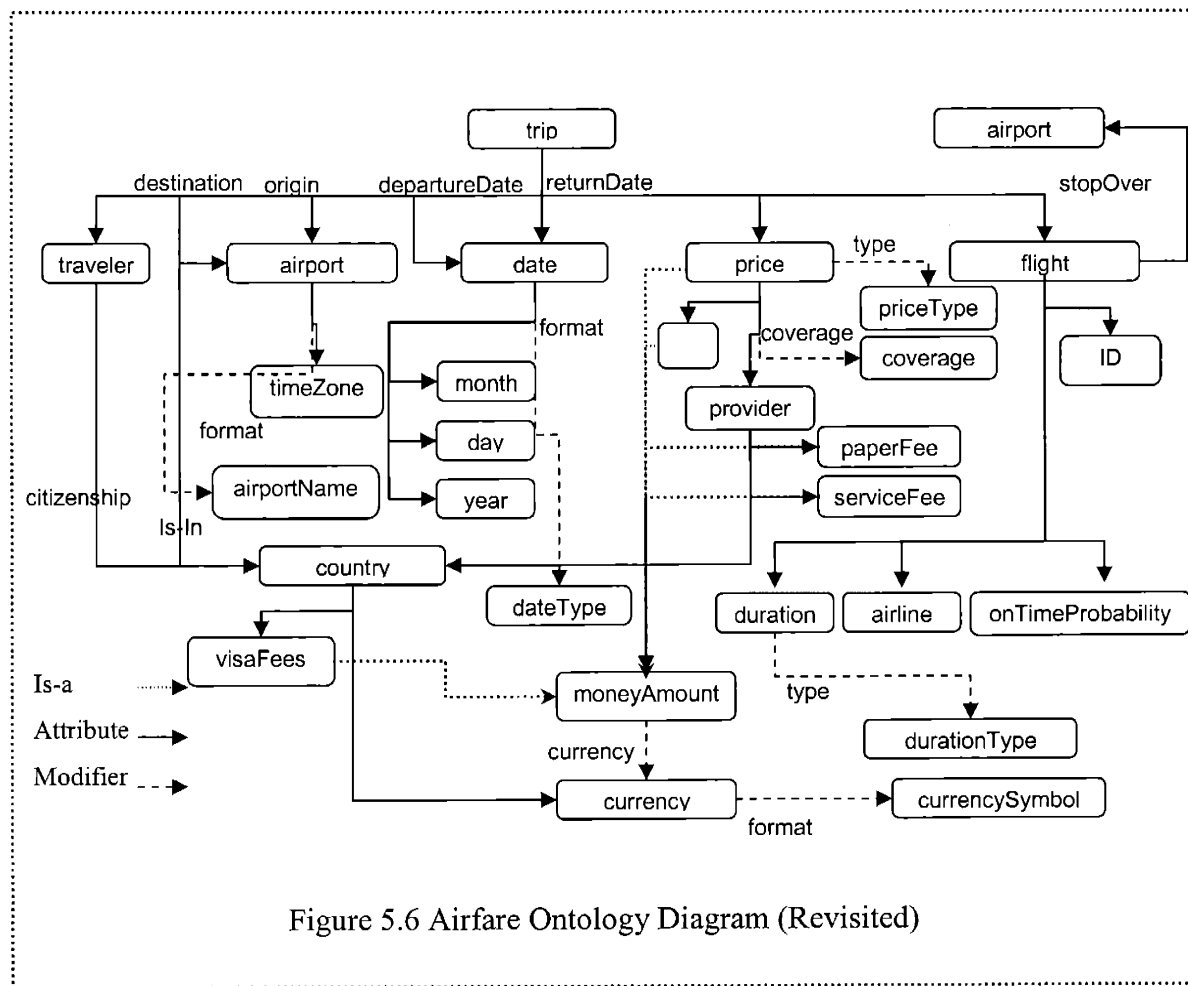 trip
airport
destination
origin
departureDate
returnDate
stopOver
traveler
airport
date
price
type
flight
priceType
format
coverage
coverage
ID
timeZone
month
provider
format
day
paperFee
airportName
citizenship
year
serviceFee
Is-In
country
dateType
duration
airline
onTimeProbability
visaFees
Is-a
moneyAmount
type
Attribute
durationType
currency
Modifier
currency
currencySymbol
format
Figure 5.6 Airfare Ontology Diagram (Revisited)